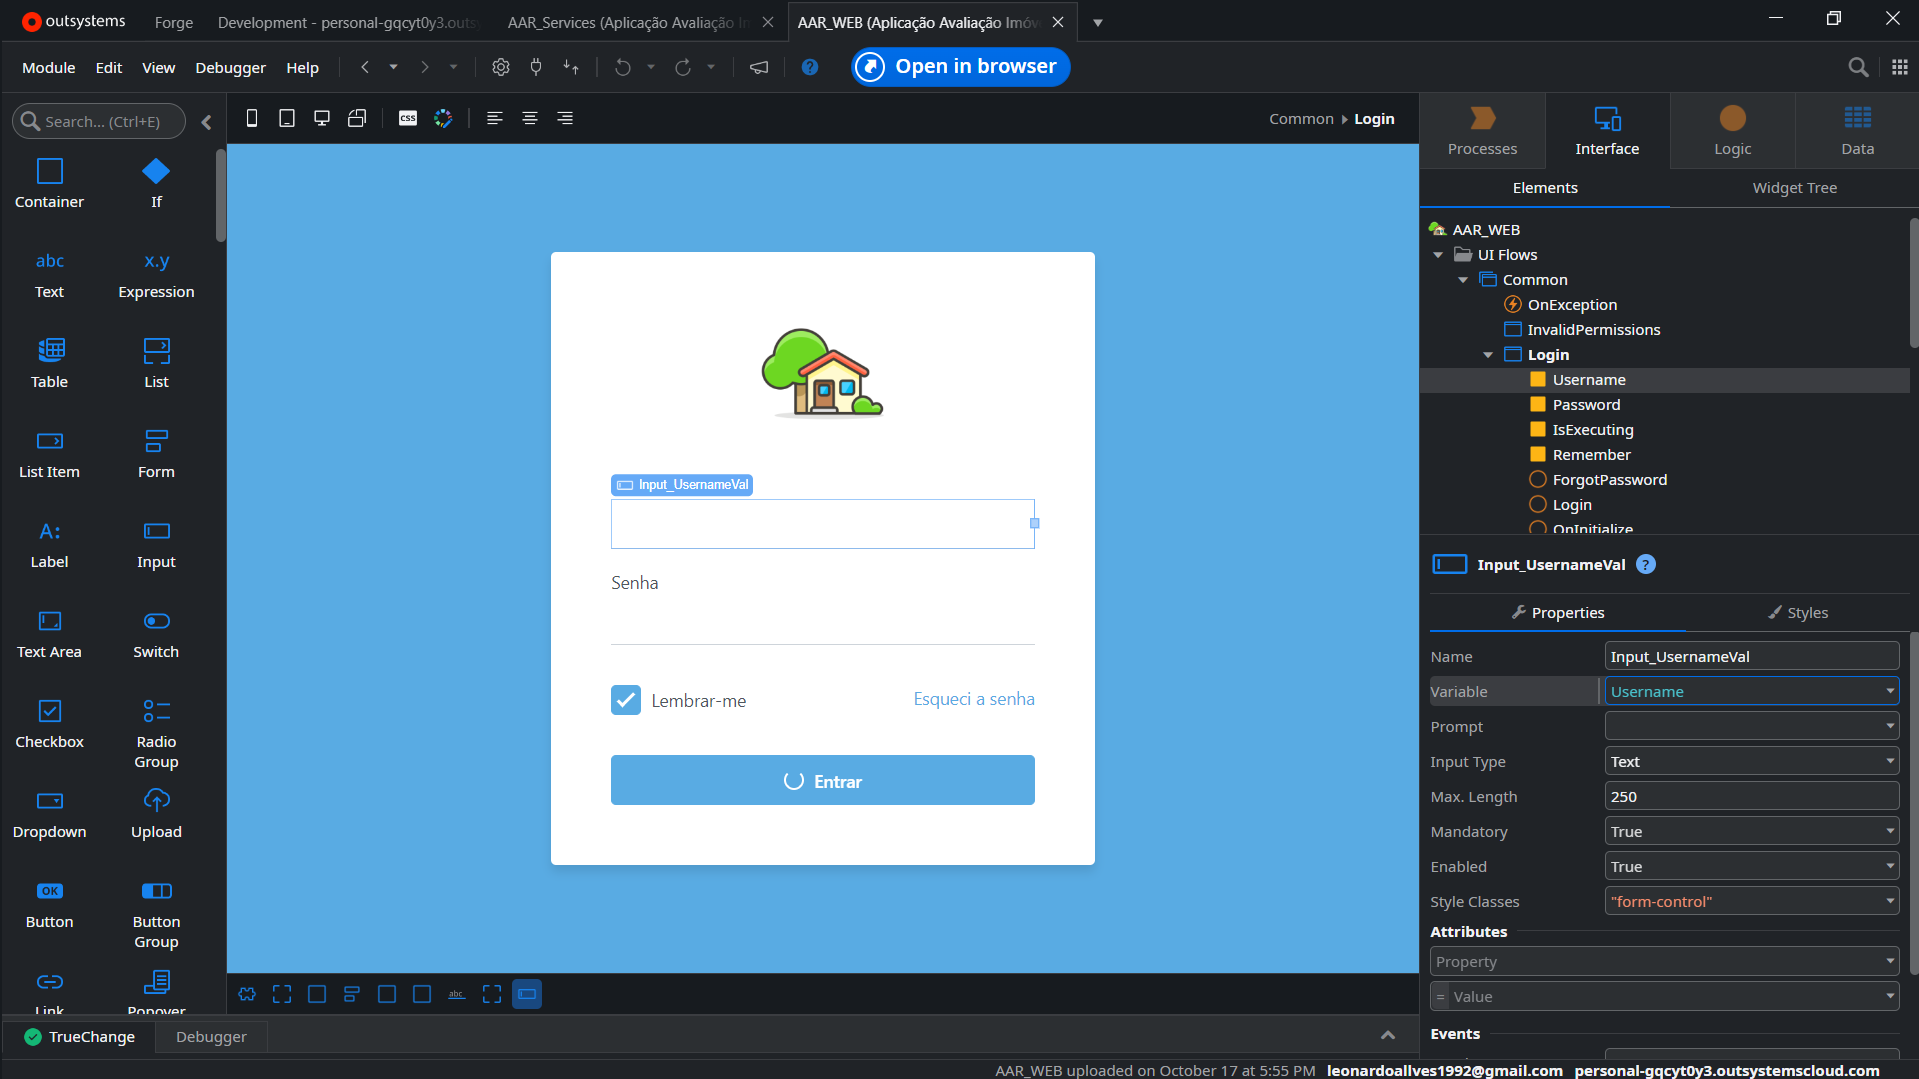 outsystems
Forge
Development - personal-gqcyt0y3.outsy
AAR_Services (Aplicação Avaliação Im
AAR_WEB (Aplicação Avaliação Imóve
Module
Edit
View
Debugger
Help
Open in browser
Search... (Ctrl+E)
css
Common
Login
Processes
Interface
Logic
Data
Elements
Widget Tree
Container
If
abc
Text
x.y
Expression
Table
List
List Item
Form
A:
Label
Input
Text Area
Switch
Checkbox
Radio
Group
Dropdown
Upload
OK
Button
Button
Group
Link
Popover
Input_UsernameVal
Senha
Lembrar-me
Esqueci a senha
Entrar
AAR_WEB
UI Flows
Common
OnException
InvalidPermissions
Login
Username
Password
IsExecuting
Remember
ForgotPassword
Login
OnInitialize
Input_UsernameVal
?
Properties
Styles
Name
Input_UsernameVal
Variable
Username
Prompt
Input Type
Text
Max. Length
250
Mandatory
True
Enabled
True
Style Classes
"form-control"
Attributes
Property
= Value
Events
abc
TrueChange
Debugger
AAR_WEB uploaded on October 17 at 5:55 PM
leonardoallves1992@gmail.com
personal-gqcyt0y3.outsystemscloud.com